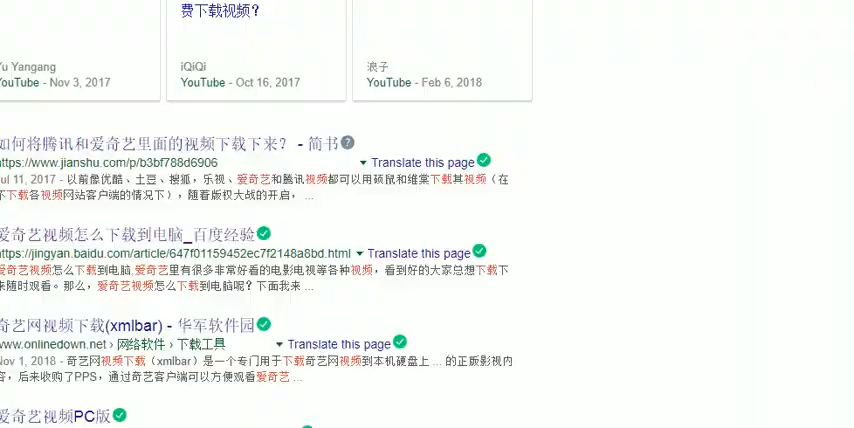 费下载视频?
Yu Yangang
YouTube - Nov 3, 2017
iQiQi
YouTube - Oct 16, 2017
浪子
YouTube - Feb 6, 2018
如何将腾讯和爱奇艺里面的视频下载下来? - 简书
https://www.jianshu.com/p/b3bf788d6906 Translate this page
Jul 11, 2017 - 以前像优酷、土豆、搜狐，乐视、爱奇艺和腾讯视频都可以用硕鼠和维棠下载其视频（在
不下载各视频网站客户端的情况下），随着版权大战的开启， ...
爱奇艺视频怎么下载到电脑_百度经验
https://jingyan.baidu.com/article/647f01159452ec7f2148a8bd.html Translate this page
爱奇艺视频怎么下载到电脑,爱奇艺里有很多非常好看的电影电视等各种视频，看到好的大家总想下载下
来随时观看。那么，爱奇艺视频怎么下载到电脑呢？下面我来 ...
奇艺网视频下载(xmlbar) - 华军软件园
www.onlinedown.net › 网络软件 › 下载工具 Translate this page
Nov 1, 2018 - 奇艺网视频下载（xmlbar）是一个专门用于下载奇艺网视频到本机硬盘上 ... 的正版影视内
容，后来收购了PPS，通过奇艺客户端可以方便观看爱奇艺 ...
爱奇艺视频PC版